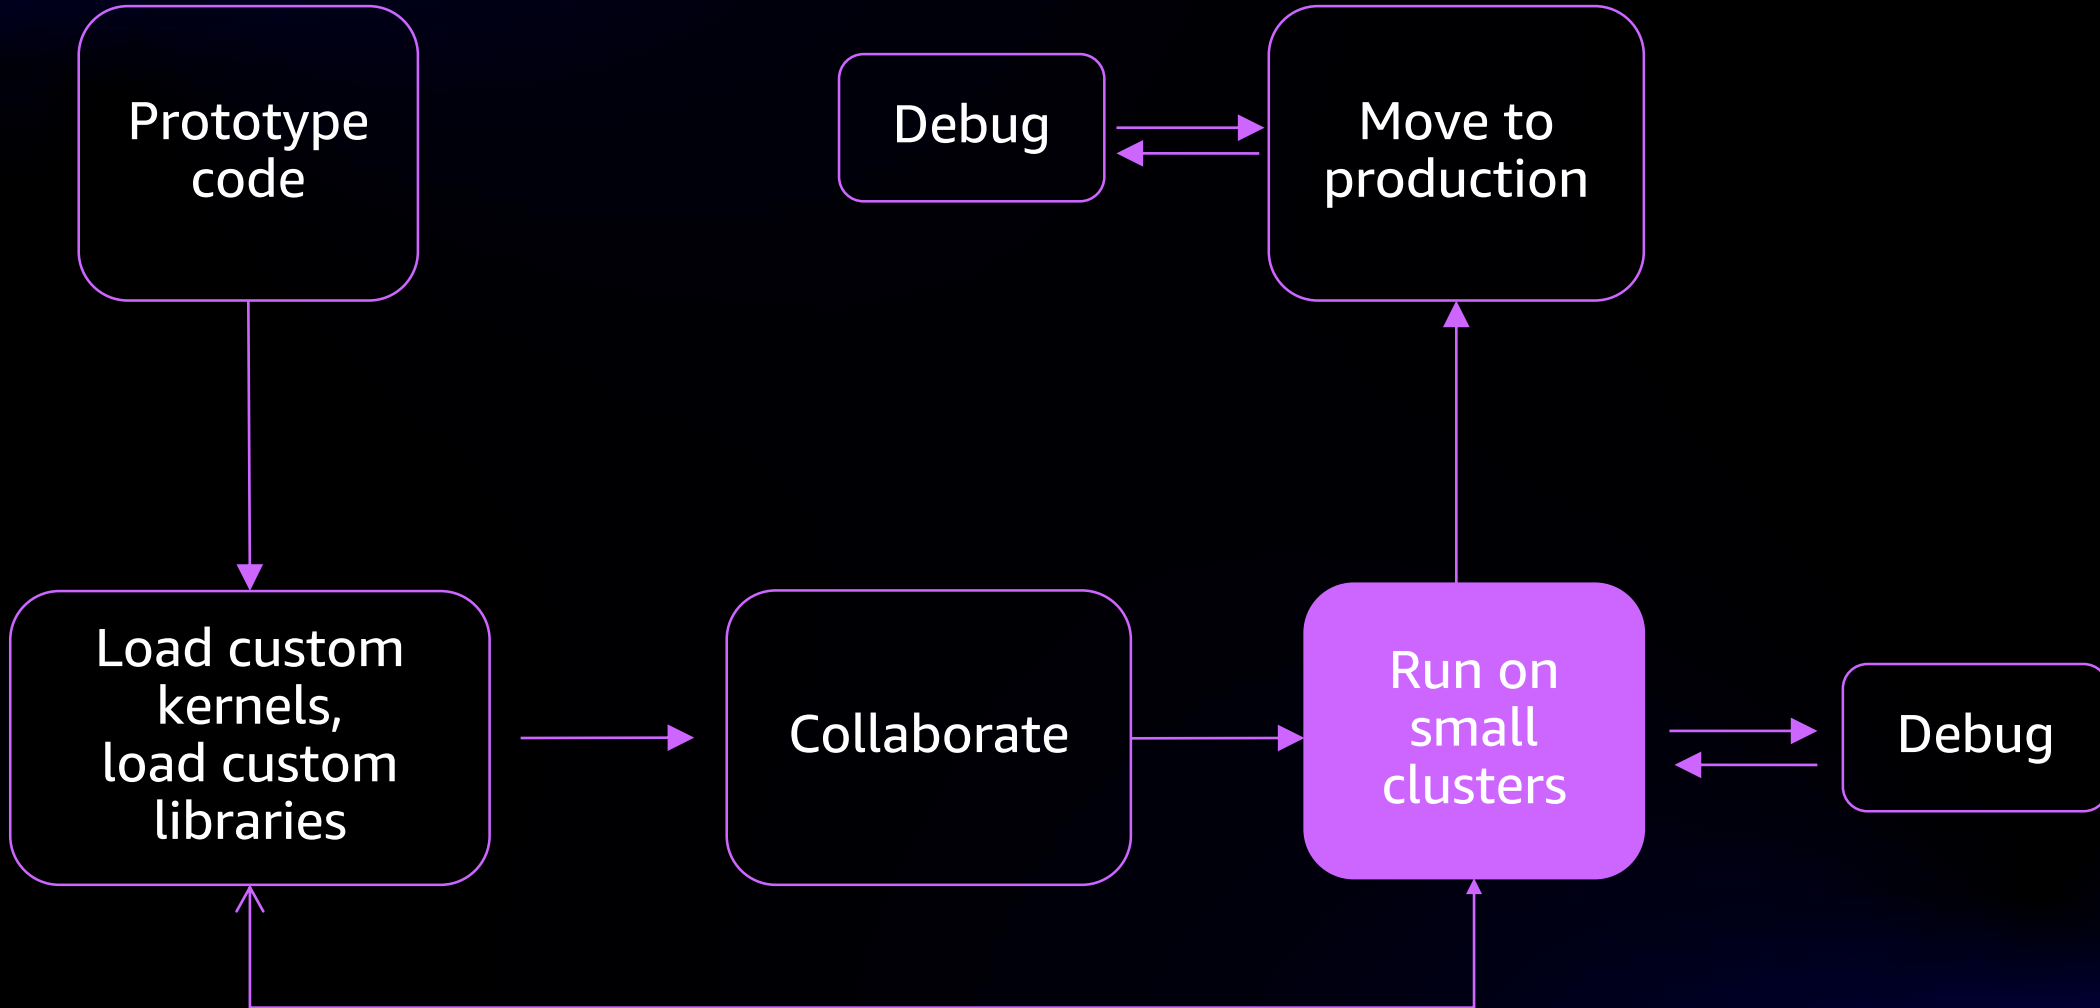 Prototype
code
Debug
Move to
production
Load custom
kernels,
load custom
libraries
Collaborate
Run on
small
clusters
Debug